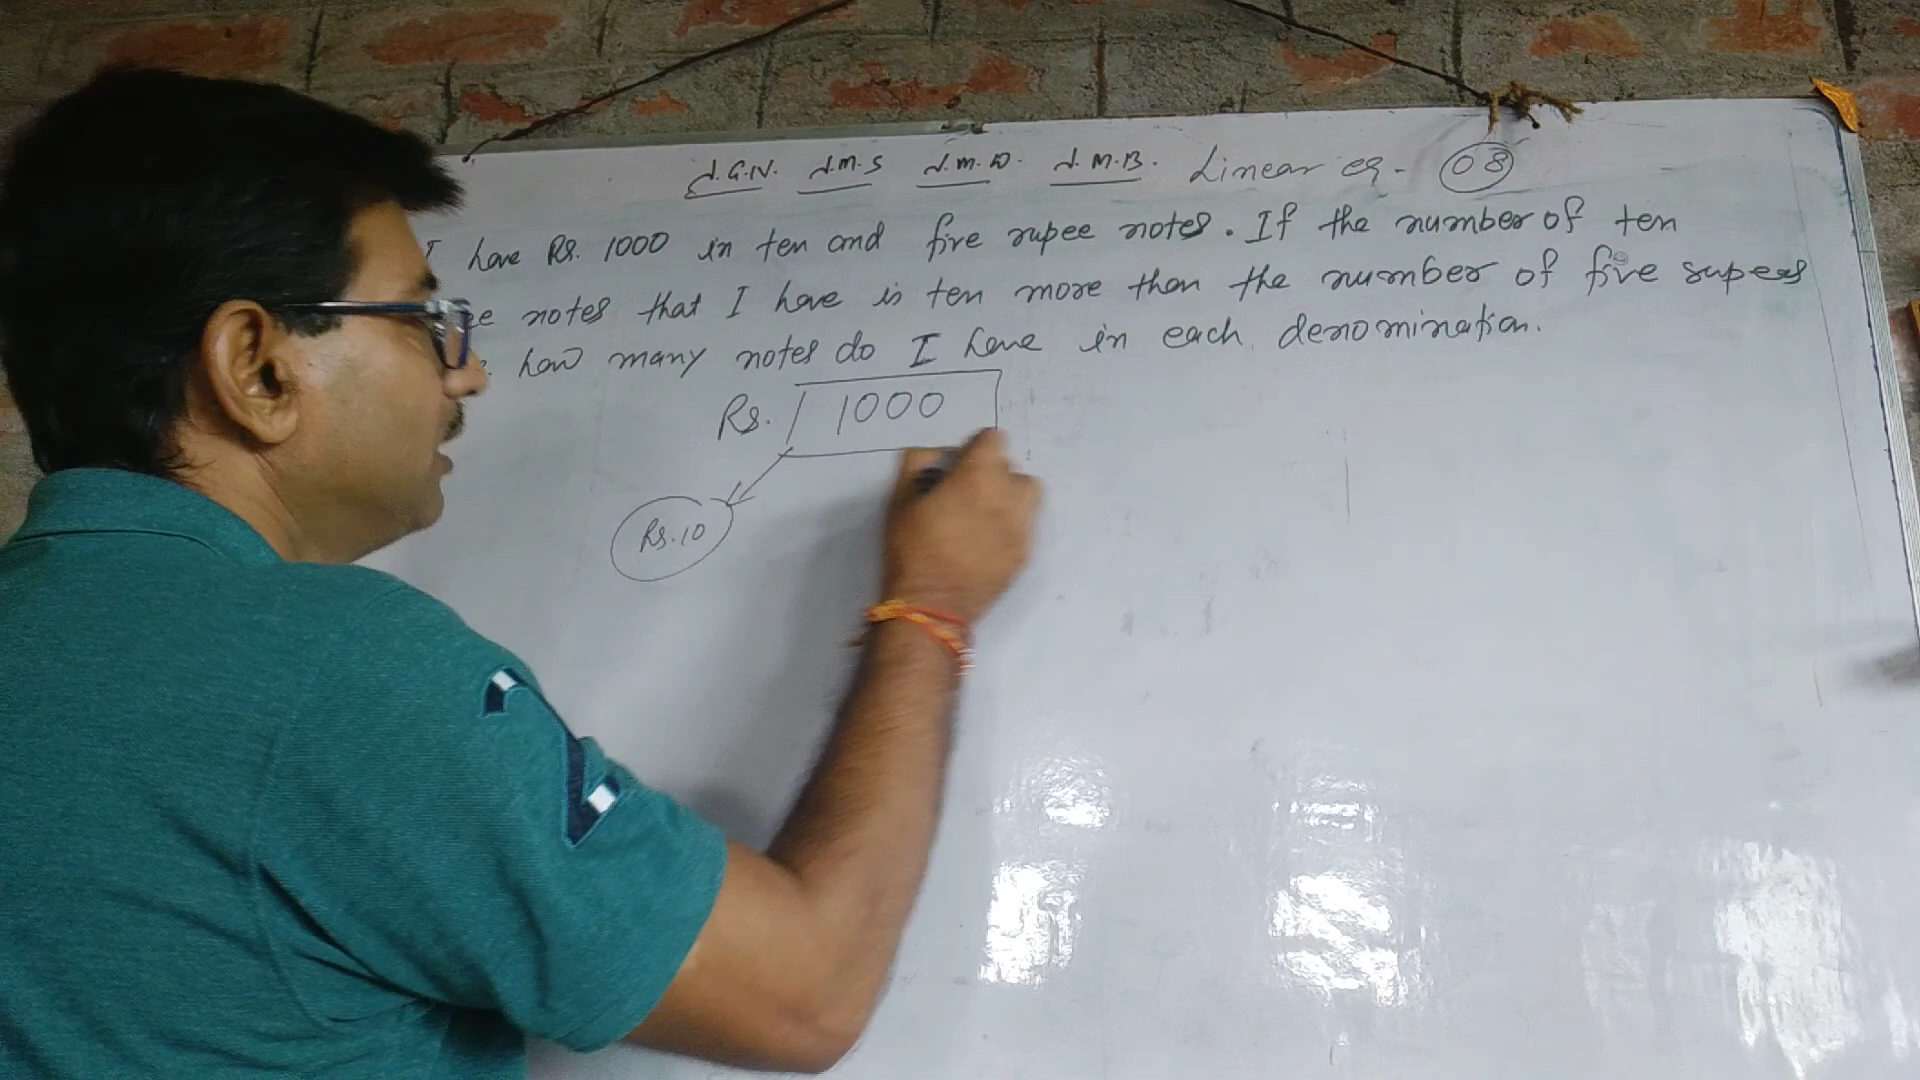 J.G.N. J.M.S J.M.D. J.M.B. Linear eq- 08
I have Rs. 1000 in ten and five rupee notes. If the number of ten
ee notes that I have is ten more than the number of five rupees
how many notes do I have in each denomination.
Rs. 1000
Rs.10